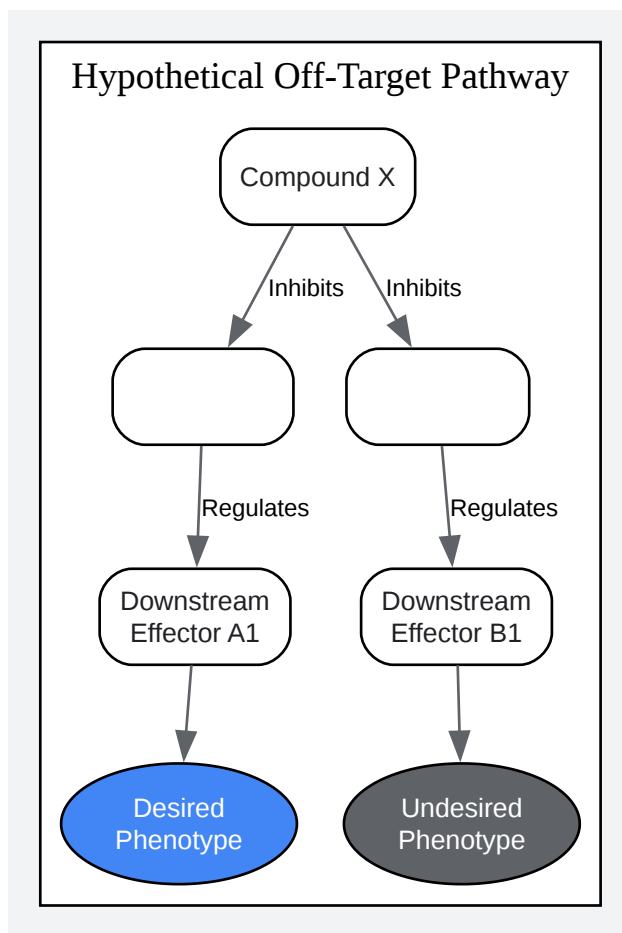 Hypothetical Off-Target Pathway
Compound X
Inhibits
Inhibits
Regulates
Regulates
Downstream
Effector A1
Downstream
Effector B1
Desired
Phenotype
Undesired
Phenotype